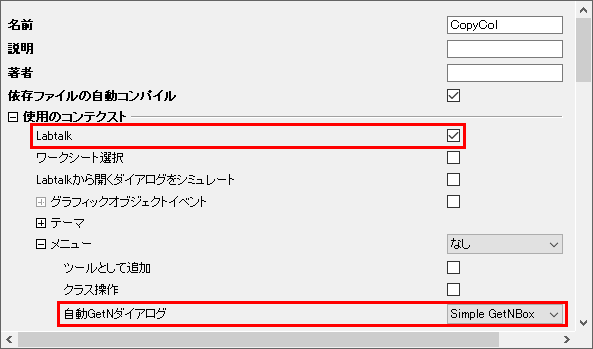 名前 CopyCol
説明
著者
依存ファイルの自動コンパイル
使用のコンテクスト
Labtalk
ワークシート選択
Labtalkから開くダイアログをシミュレート
グラフィックオブジェクトイベント
テーマ
メニュー なし
ツールとして追加
クラス操作
自動GetNダイアログ Simple GetNBox